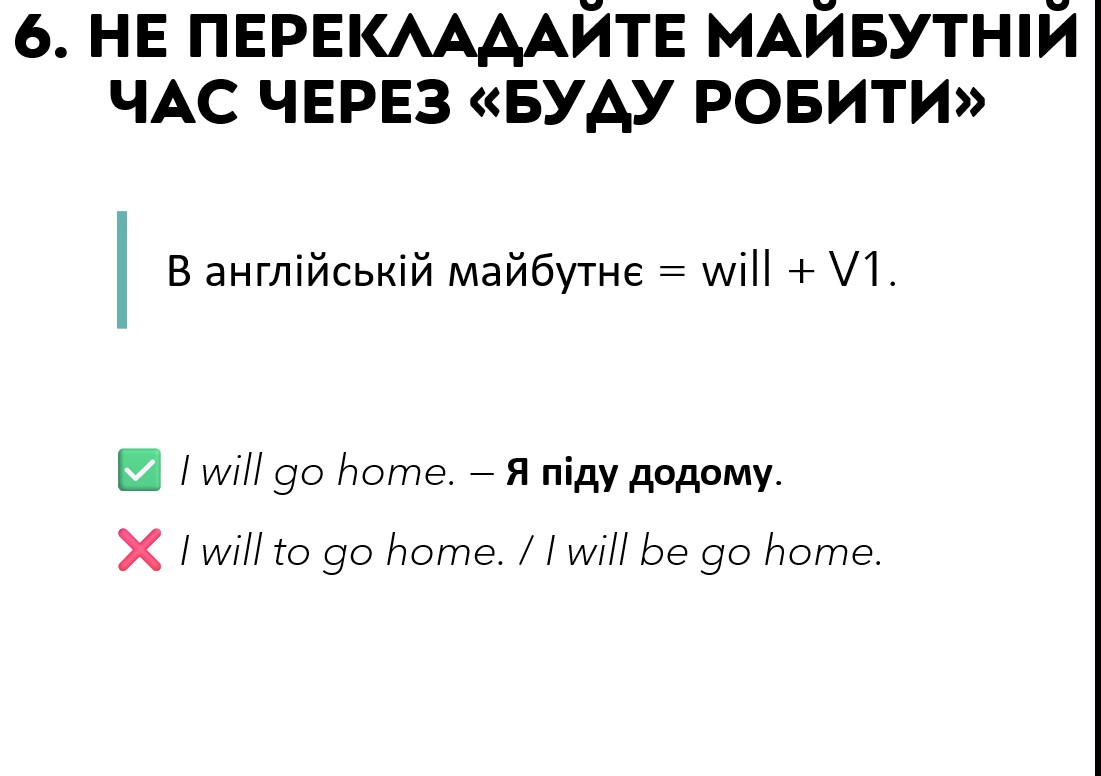 6. НЕ ПЕРЕКЛАДАЙТЕ МАЙБУТНІЙ
ЧАС ЧЕРЕЗ «БУДУ РОБИТИ»
В англійській майбутнє = will + V1.
✅ I will go home. – Я піду додому.
❌ I will to go home. / I will be go home.